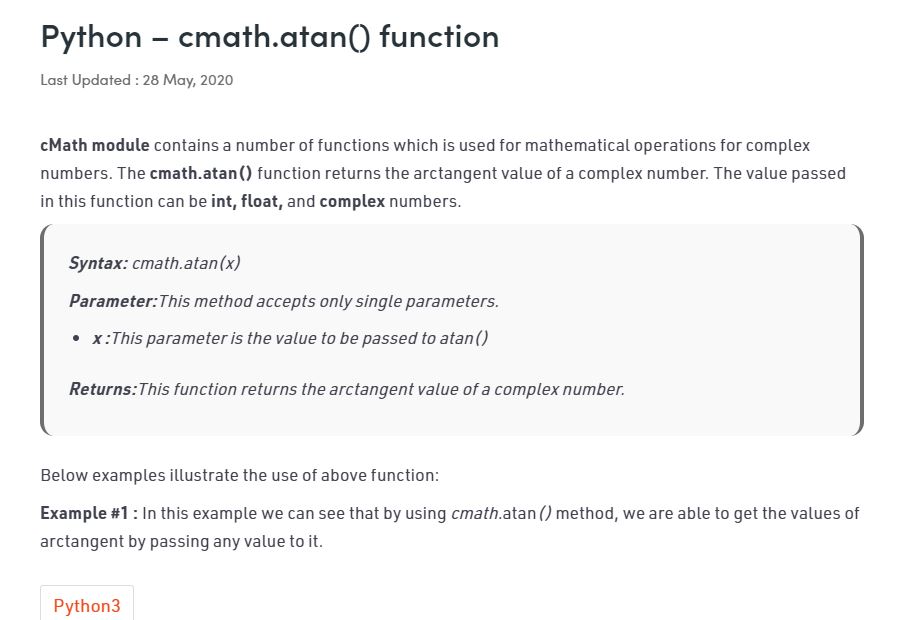 Python – cmath.atan() function
Last Updated : 28 May, 2020
cMath module contains a number of functions which is used for mathematical operations for complex
numbers. The cmath.atan() function returns the arctangent value of a complex number. The value passed
in this function can be int, float, and complex numbers.
Syntax: cmath.atan(x)
Parameter:This method accepts only single parameters.
• x :This parameter is the value to be passed to atan()
Returns:This function returns the arctangent value of a complex number.
Below examples illustrate the use of above function:
Example #1 : In this example we can see that by using cmath.atan() method, we are able to get the values of
arctangent by passing any value to it.
Python3